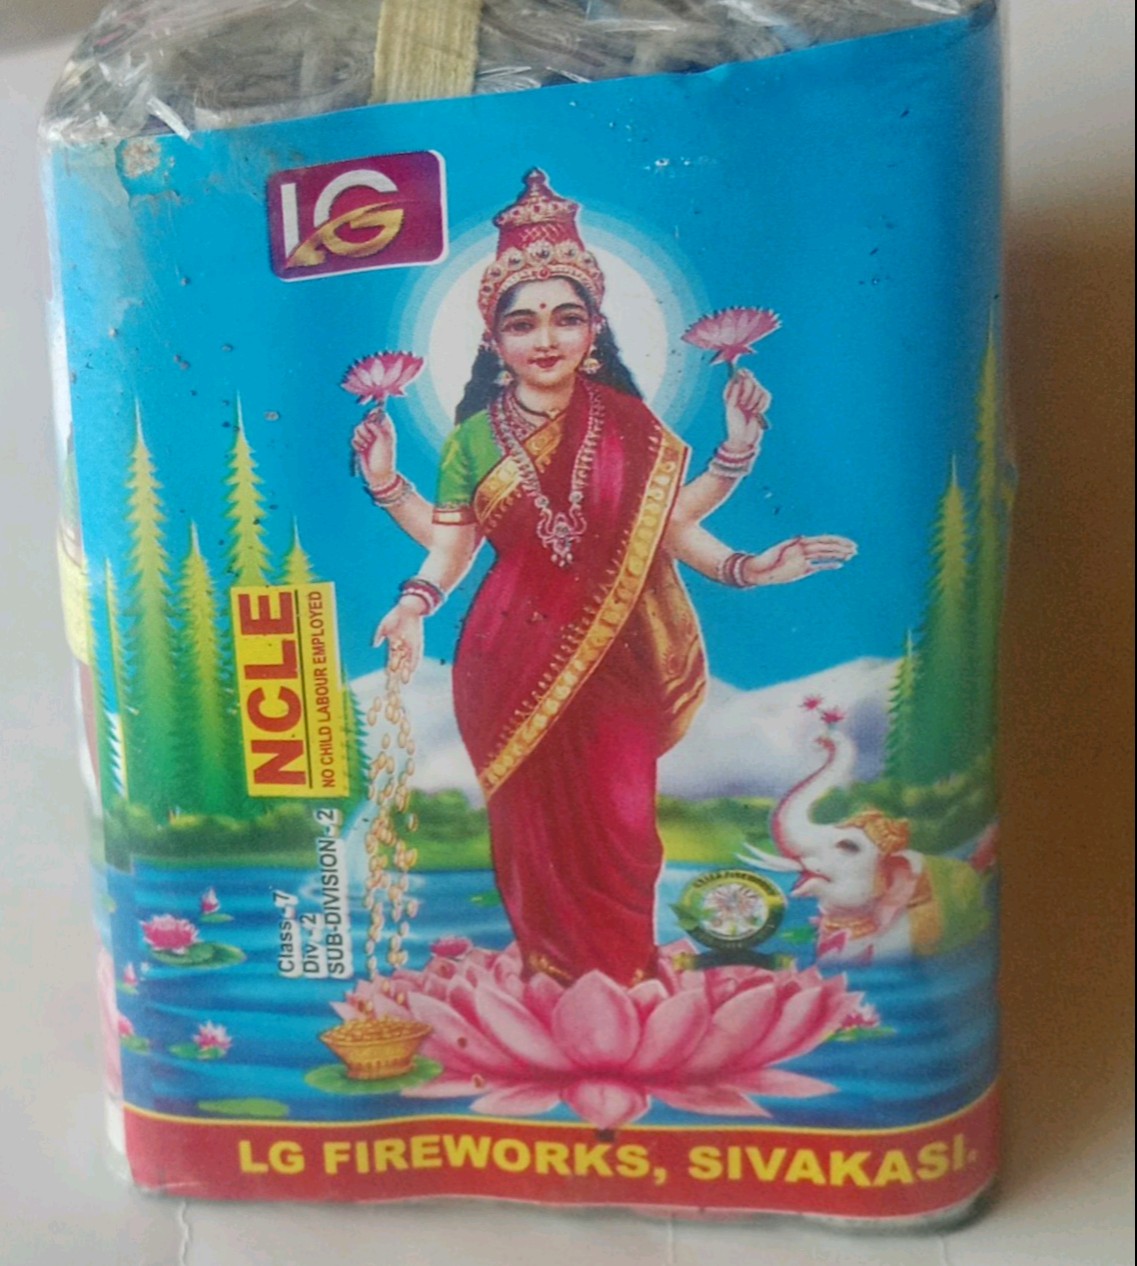 LG
NCLE
NO CHILD LABOUR EMPLOYED
Class-7
Div-2
SUB-DIVISION-2
LG FIREWORKS, SIVAKASI.